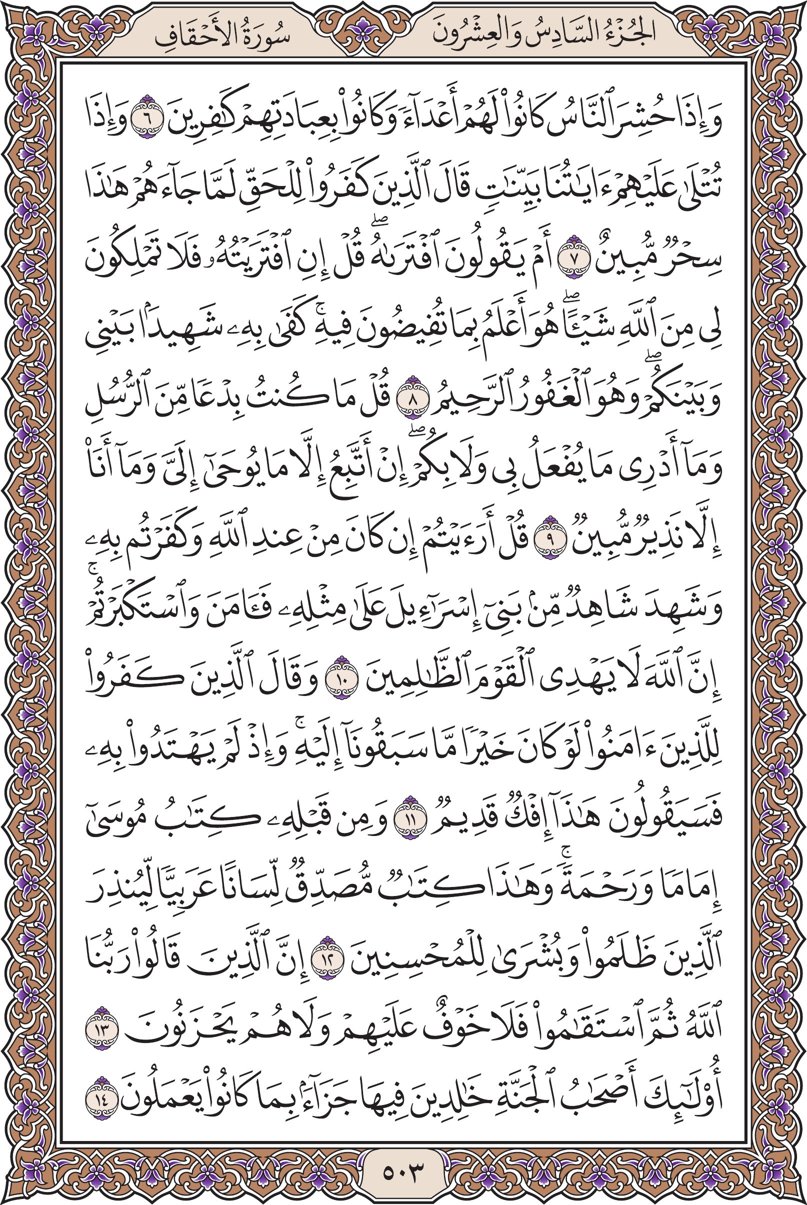 الجُزْءُ السَّادِسُ وَالعِشْرُونَ
سُورَةُ الأَحْقَافِ
وَإِذَا حُشِرَ ٱلنَّاسُ كَانُوا۟ لَهُمْ أَعْدَآءً وَكَانُوا۟ بِعِبَادَتِهِمْ كَـٰفِرِينَ ٦ وَإِذَا
تُتْلَىٰ عَلَيْهِمْ ءَايَـٰتُنَا بَيِّنَـٰتٍ قَالَ ٱلَّذِينَ كَفَرُوا۟ لِلْحَقِّ لَمَّا جَآءَهُمْ هَـٰذَا
سِحْرٌ مُّبِينٌ ٧ أَمْ يَقُولُونَ ٱفْتَرَىٰهُ ۖ قُلْ إِنِ ٱفْتَرَيْتُهُۥ فَلَا تَمْلِكُونَ
لِى مِنَ ٱللَّهِ شَيْـًٔا ۖ هُوَ أَعْلَمُ بِمَا تُفِيضُونَ فِيهِ ۚ كَفَىٰ بِهِۦ شَهِيدًۢا بَيْنِى
وَبَيْنَكُمْ ۖ وَهُوَ ٱلْغَفُورُ ٱلرَّحِيمُ ٨ قُلْ مَا كُنتُ بِدْعًا مِّنَ ٱلرُّسُلِ
وَمَآ أَدْرِى مَا يُفْعَلُ بِى وَلَا بِكُمْ ۖ إِنْ أَتَّبِعُ إِلَّا مَا يُوحَىٰٓ إِلَىَّ وَمَآ أَنَا۠
إِلَّا نَذِيرٌ مُّبِينٌ ٩ قُلْ أَرَءَيْتُمْ إِن كَانَ مِنْ عِندِ ٱللَّهِ وَكَفَرْتُم بِهِۦ
وَشَهِدَ شَاهِدٌ مِّنۢ بَنِىٓ إِسْرَٰٓءِيلَ عَلَىٰ مِثْلِهِۦ فَـَٔامَنَ وَٱسْتَكْبَرْتُمْ ۚ
إِنَّ ٱللَّهَ لَا يَهْدِى ٱلْقَوْمَ ٱلظَّـٰلِمِينَ ١٠ وَقَالَ ٱلَّذِينَ كَفَرُوا۟
لِلَّذِينَ ءَامَنُوا۟ لَوْ كَانَ خَيْرًا مَّا سَبَقُونَآ إِلَيْهِ ۚ وَإِذْ لَمْ يَهْتَدُوا۟ بِهِۦ
فَسَيَقُولُونَ هَـٰذَآ إِفْكٌ قَدِيمٌ ١١ وَمِن قَبْلِهِۦ كِتَـٰبُ مُوسَىٰٓ
إِمَامًا وَرَحْمَةً ۚ وَهَـٰذَا كِتَـٰبٌ مُّصَدِّقٌ لِّسَانًا عَرَبِيًّا لِّيُنذِرَ
ٱلَّذِينَ ظَلَمُوا۟ وَبُشْرَىٰ لِلْمُحْسِنِينَ ١٢ إِنَّ ٱلَّذِينَ قَالُوا۟ رَبُّنَا
ٱللَّهُ ثُمَّ ٱسْتَقَـٰمُوا۟ فَلَا خَوْفٌ عَلَيْهِمْ وَلَا هُمْ يَحْزَنُونَ ١٣
أُو۟لَـٰٓئِكَ أَصْحَـٰبُ ٱلْجَنَّةِ خَـٰلِدِينَ فِيهَا جَزَآءًۢ بِمَا كَانُوا۟ يَعْمَلُونَ ١٤
٥٠٣